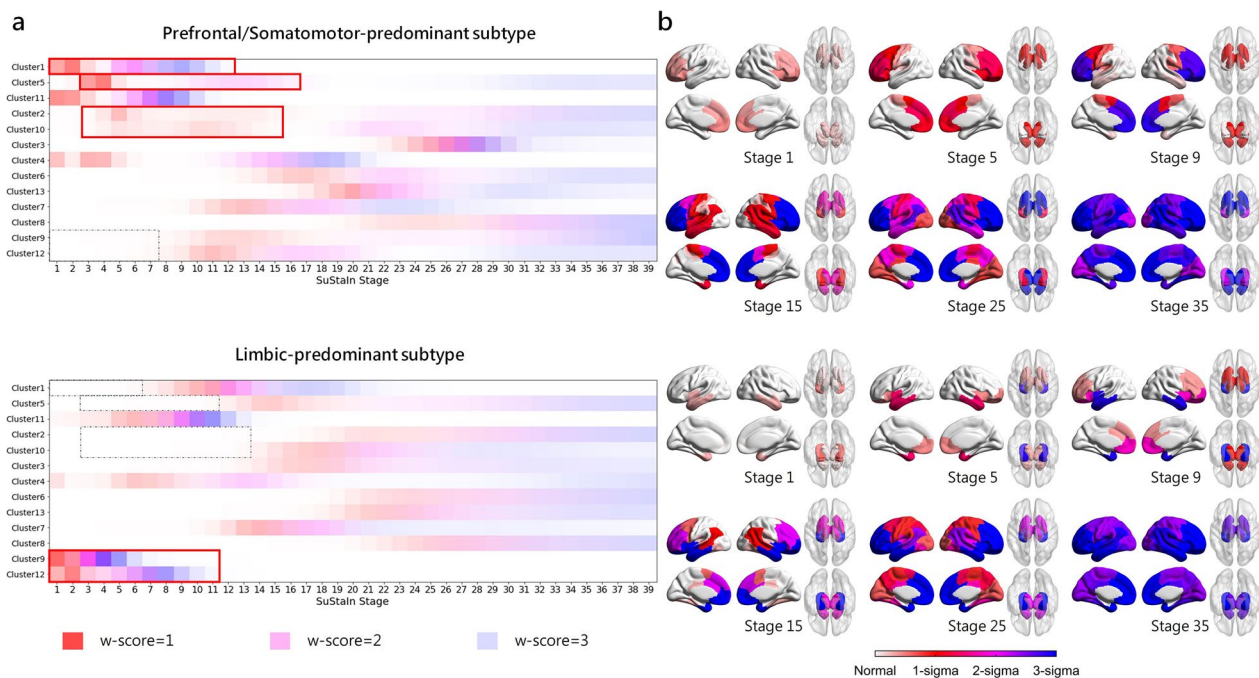 a
b
Prefrontal/Somatomotor-predominant subtype
Cluster1
Cluster5
Cluster11
Cluster2
Cluster10
Cluster3
Cluster4
Cluster6
Cluster13
Cluster7
Cluster8
Cluster9
Cluster12
1 2 3 4 5 6 7 8 9 10 11 12 13 14 15 16 17 18 19 20 21 22 23 24 25 26 27 28 29 30 31 32 33 34 35 36 37 38 39
SuStaIn Stage
Stage 1
Stage 5
Stage 9
Stage 15
Stage 25
Stage 35
Limbic-predominant subtype
Cluster1
Cluster5
Cluster11
Cluster2
Cluster10
Cluster3
Cluster4
Cluster6
Cluster13
Cluster7
Cluster8
Cluster9
Cluster12
1 2 3 4 5 6 7 8 9 10 11 12 13 14 15 16 17 18 19 20 21 22 23 24 25 26 27 28 29 30 31 32 33 34 35 36 37 38 39
SuStaIn Stage
w-score=1
w-score=2
w-score=3
Stage 1
Stage 5
Stage 9
Stage 15
Stage 25
Stage 35
Normal 1-sigma 2-sigma 3-sigma